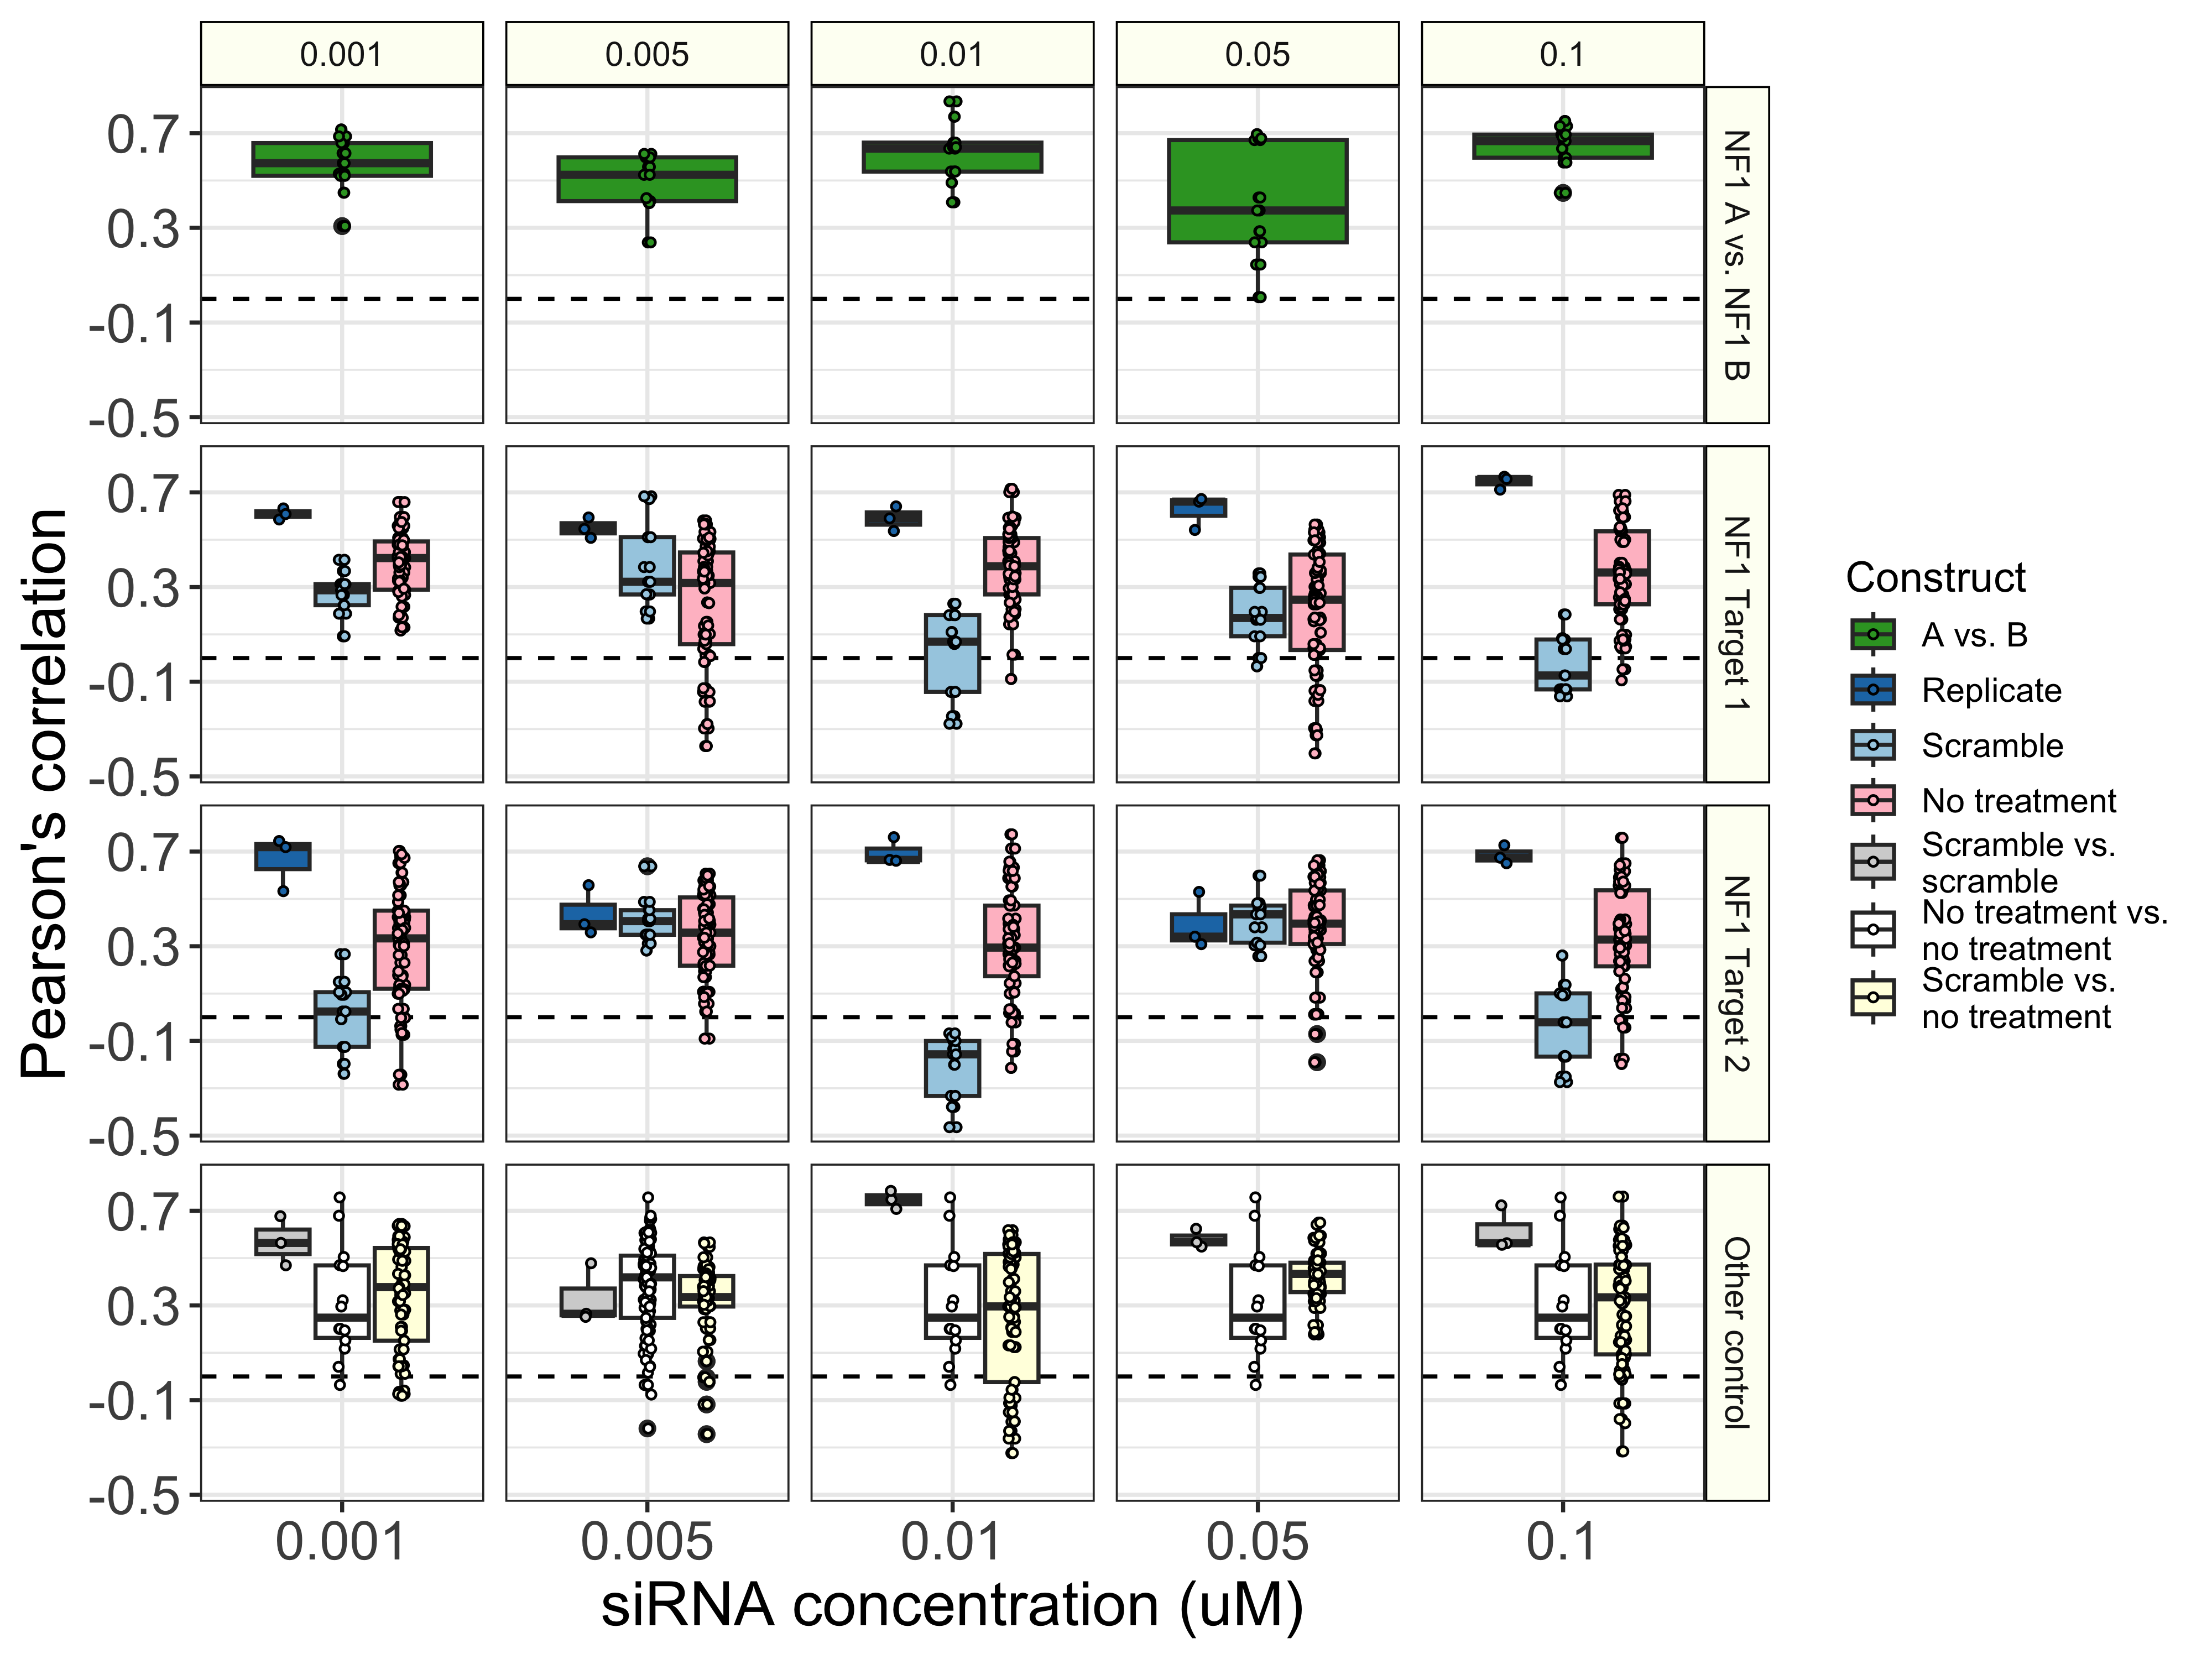 0.001
0.005
0.01
0.05
0.1
0.7
0.3
-0.1
-0.5
NF1 A vs. NF1 B
0.7
0.3
-0.1
-0.5
NF1 Target 1
0.7
0.3
-0.1
-0.5
NF1 Target 2
0.7
0.3
-0.1
-0.5
Other control
Pearson's correlation
0.001
0.005
0.01
0.05
0.1
siRNA concentration (uM)
Construct
A vs. B
Replicate
Scramble
No treatment
Scramble vs.
scramble
No treatment vs.
no treatment
Scramble vs.
no treatment